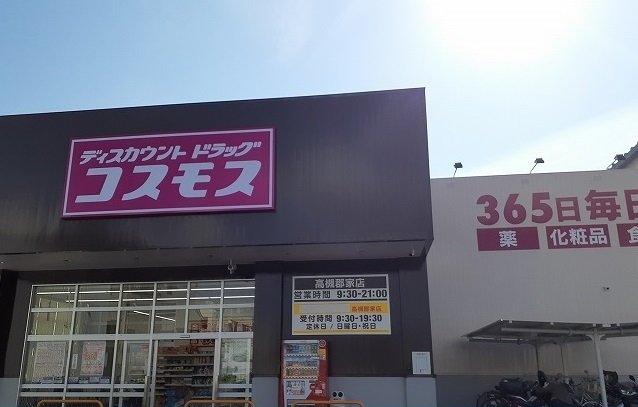 ディスカウント ドラッグ
コスモス
365日毎日
薬 化粧品 食
高槻郡家店
営業時間 9:30-21:00
高槻郡家店
受付時間 9:30-19:30
定休日 / 日曜日・祝日